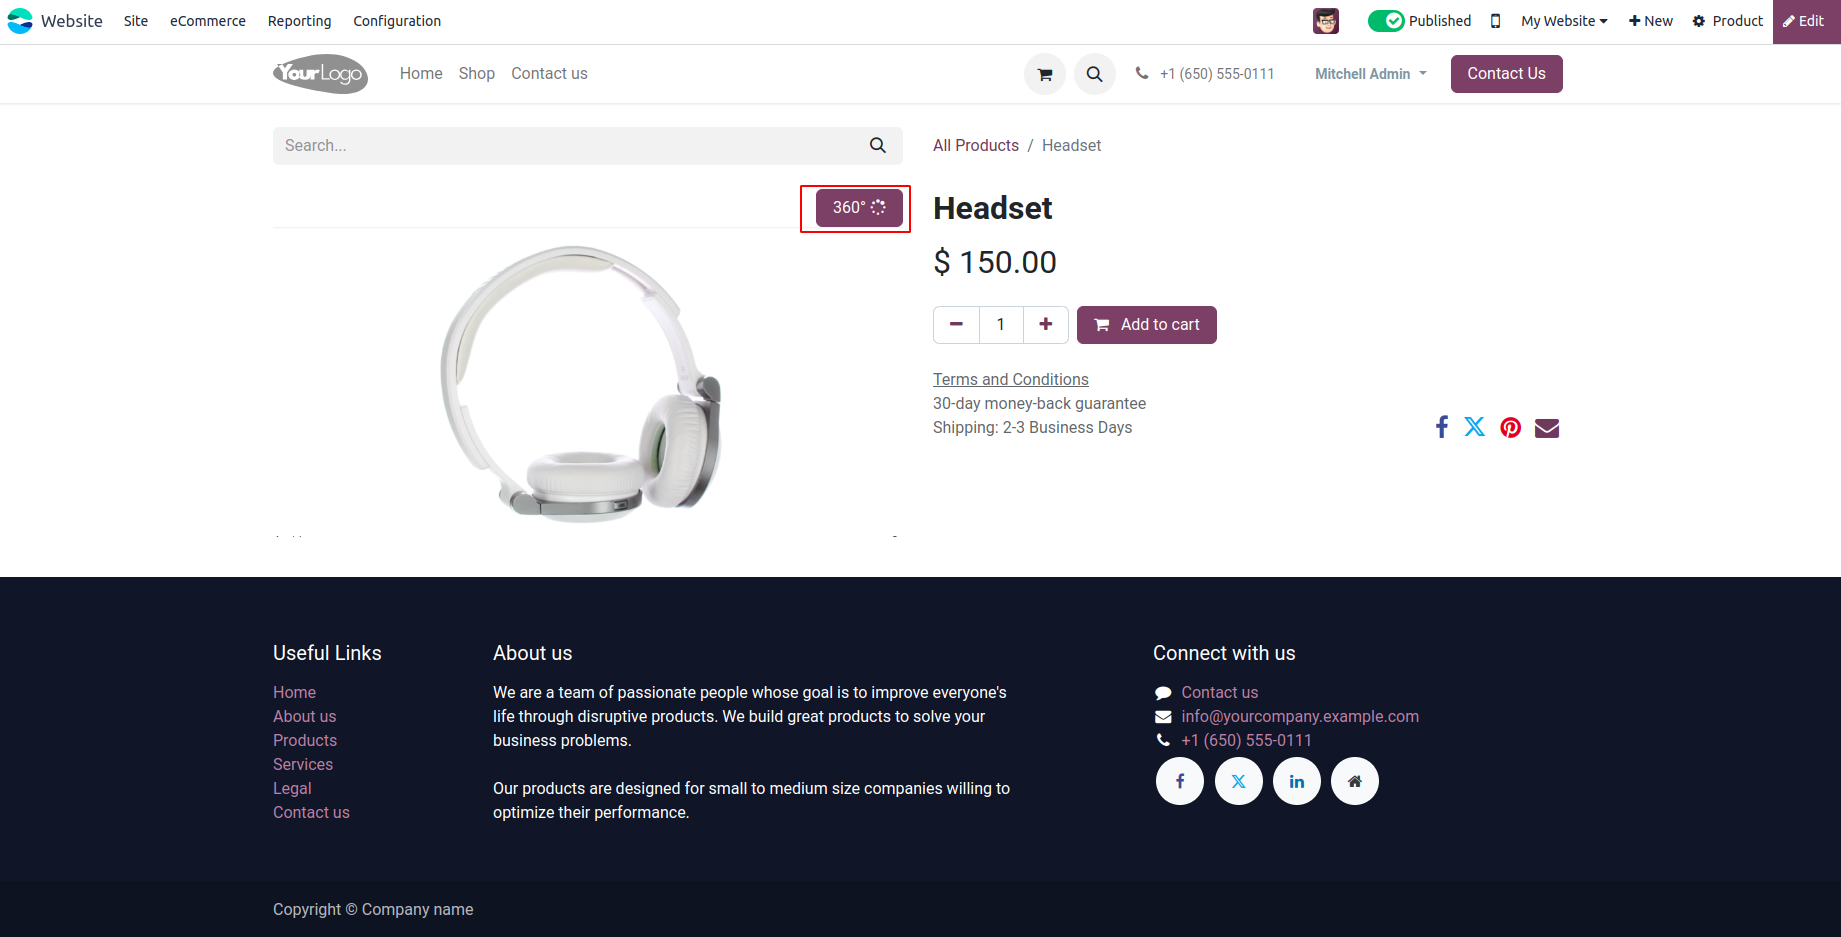 Website Site eCommerce Reporting Configuration Published My Website New Product Edit
YourLogo Home Shop Contact us +1 (650) 555-0111 Mitchell Admin Contact Us
Search... All Products / Headset
360°
Headset
$ 150.00
1 Add to cart
Terms and Conditions
30-day money-back guarantee
Shipping: 2-3 Business Days
Useful Links
Home
About us
Products
Services
Legal
Contact us
About us
We are a team of passionate people whose goal is to improve everyone's
life through disruptive products. We build great products to solve your
business problems.
Our products are designed for small to medium size companies willing to
optimize their performance.
Connect with us
Contact us
info@yourcompany.example.com
+1 (650) 555-0111
Copyright © Company name